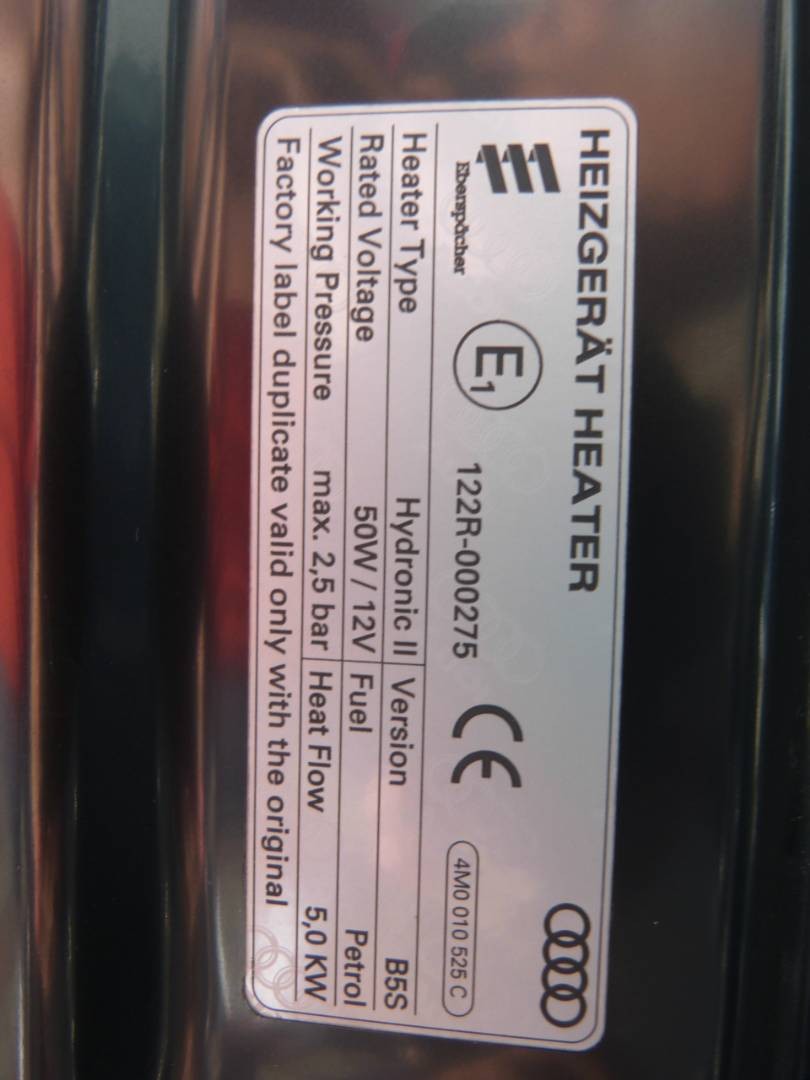 HEIZGERÄT HEATER
Eberspächer E1 122R-000275 CE 4M0 010 525 C
Heater Type Hydronic II Version B5S
Rated Voltage 50W / 12V Fuel Petrol
Working Pressure max. 2,5 bar Heat Flow 5,0 KW
Factory label duplicate valid only with the original